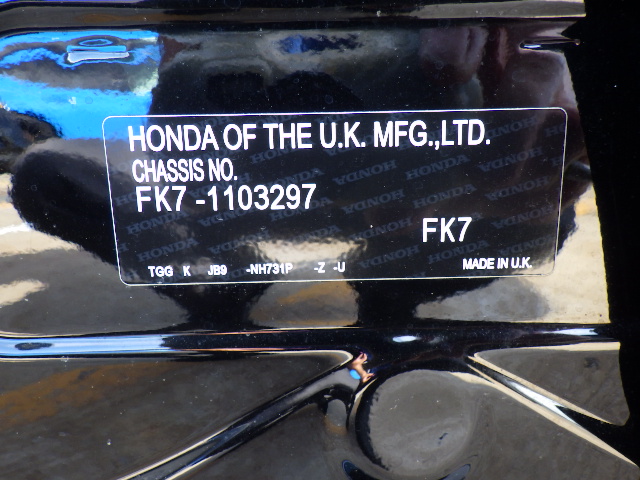 HONDA OF THE U.K. MFG.,LTD.
CHASSIS NO.
FK7 -1103297
FK7
TGG K JB9 -NH731P -Z -U MADE IN U.K.